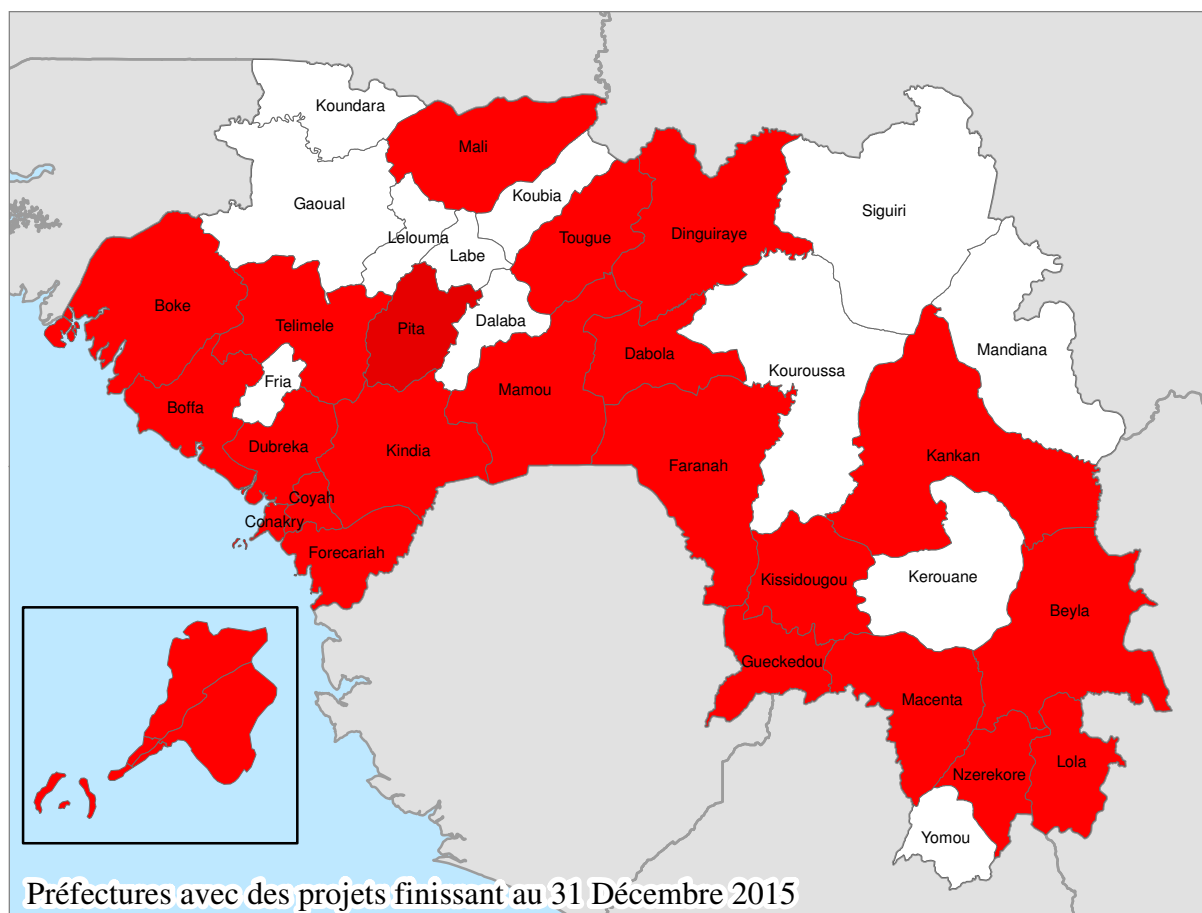 Koundara
Mali
Koubia
Gaoual
Siguiri
Lelouma
Tougue
Dinguiraye
Labe
Boke
Telimele
Pita
Dalaba
Mandiana
Dabola
Kouroussa
Fria
Mamou
Boffa
Dubreka
Kindia
Kankan
Faranah
Coyah
Conakry
Forecariah
Kissidougou
Kerouane
Beyla
Gueckedou
Macenta
Lola
Nzerekore
Yomou
Préfectures avec des projets finissant au 31 Décembre 2015